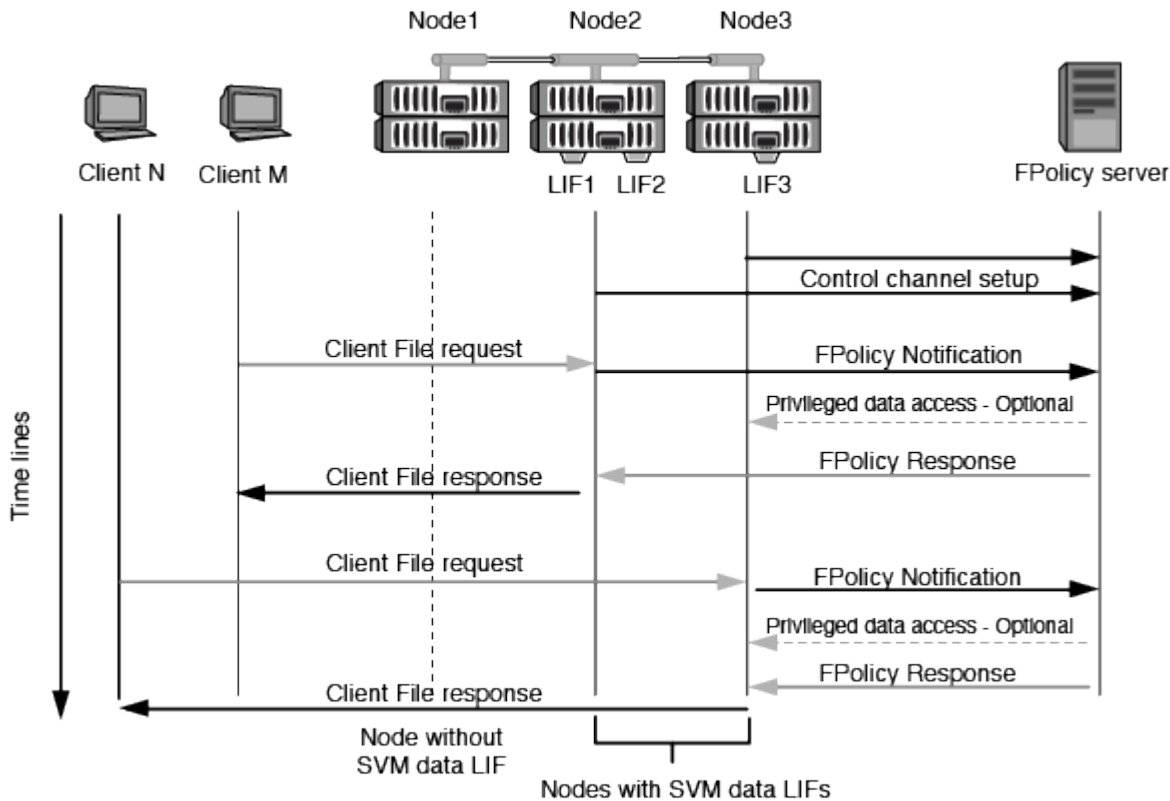 Node1
Node2
Node3
Client N
Client M
LIF1
LIF2
LIF3
FPolicy server
Control channel setup
Client File request
FPolicy Notification
Privileged data access - Optional
FPolicy Response
Client File response
Client File request
FPolicy Notification
Privileged data access - Optional
FPolicy Response
Client File response
Time lines
Node without
SVM data LIF
Nodes with SVM data LIFs